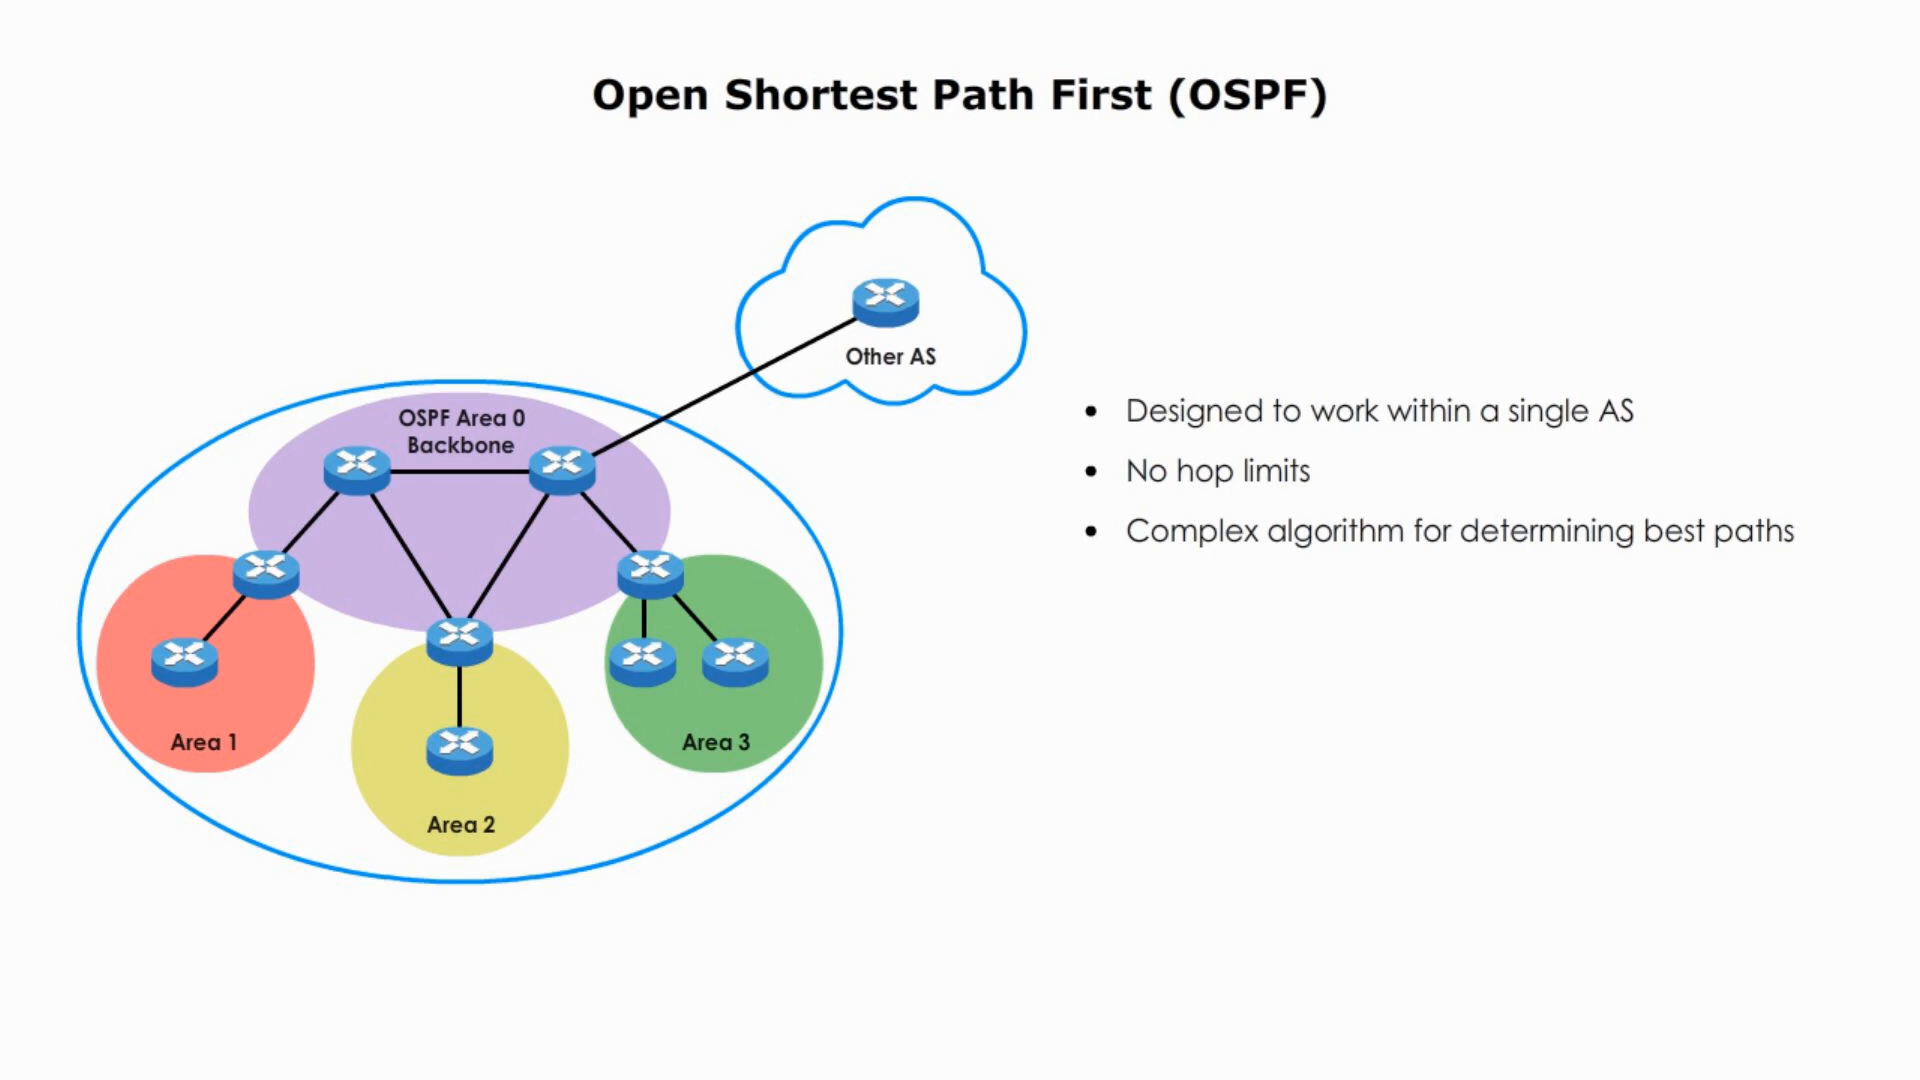 Open Shortest Path First (OSPF)
Other AS
OSPF Area 0
Backbone
Area 1
Area 2
Area 3
• Designed to work within a single AS
• No hop limits
• Complex algorithm for determining best paths